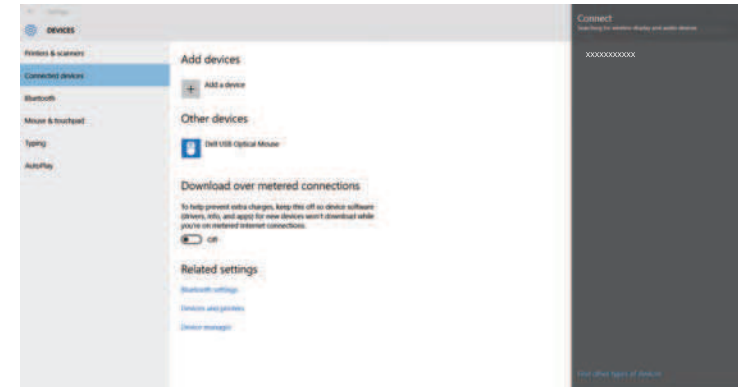 Settings
DEVICES
Printers & scanners
Connected devices
Bluetooth
Mouse & touchpad
Typing
AutoPlay
Add devices
Add a device
Other devices
Dell USB Optical Mouse
Download over metered connections
To help prevent extra charges, keep this off so device software
(drivers, info, and apps) for new devices won't download while
you're on metered Internet connections.
Off
Related settings
Bluetooth settings
Devices and printers
Device manager
Connect
Searching for wireless display and audio devices
xxxxxxxxxxx
Find other types of devices